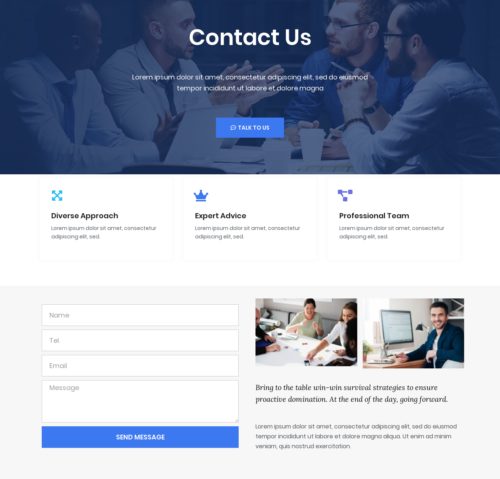 Contact Us
Lorem ipsum dolor sit amet, consectetur adipiscing elit, sed do eiusmod
tempor incididunt ut labore et dolore magna
TALK TO US
Diverse Approach
Lorem ipsum dolor sit amet, consectetur
adipiscing elit, sed.
Expert Advice
Lorem ipsum dolor sit amet, consectetur
adipiscing elit, sed.
Professional Team
Lorem ipsum dolor sit amet, consectetur
adipiscing elit, sed.
Name
Tel
Email
Message
SEND MESSAGE
Bring to the table win-win survival strategies to ensure
proactive domination. At the end of the day, going forward.
Lorem ipsum dolor sit amet, consectetur adipiscing elit, sed do eiusmod
tempor incididunt ut labore et dolore magna aliqua. Ut enim ad minim
veniam, quis nostrud exercitation